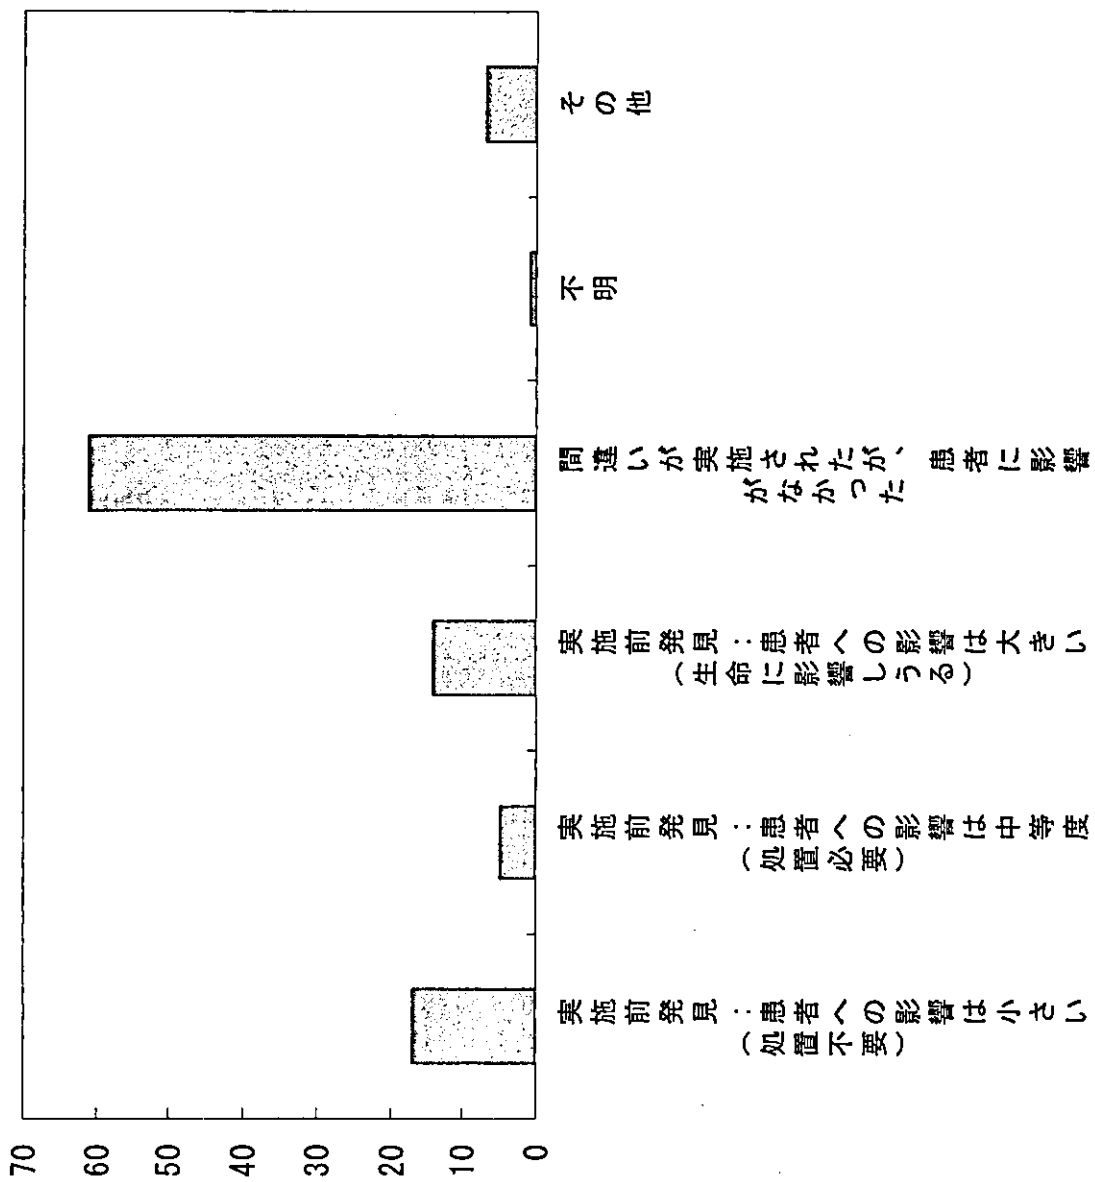 70
60
50
40
30
20
10
0
実施前発見：患者への影響は小さい
（処置不要）
実施前発見：患者への影響は中等度
（処置必要）
実施前発見：患者への影響は大きい
（生命に影響しうる）
間違いが実施されたが、患者に影響
がなかった
不明
その他